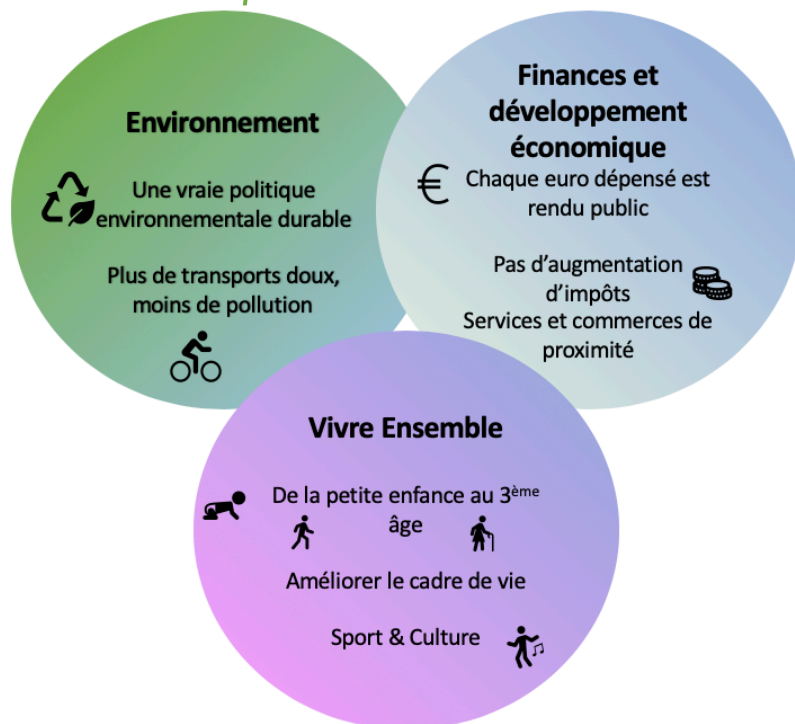 Environnement
Une vraie politique
environnementale durable
Plus de transports doux,
moins de pollution
Finances et
développement
économique
€
Chaque euro dépensé est
rendu public
Pas d’augmentation
d’impôts
Services et commerces de
proximité
Vivre Ensemble
De la petite enfance au 3ème
âge
Améliorer le cadre de vie
Sport & Culture